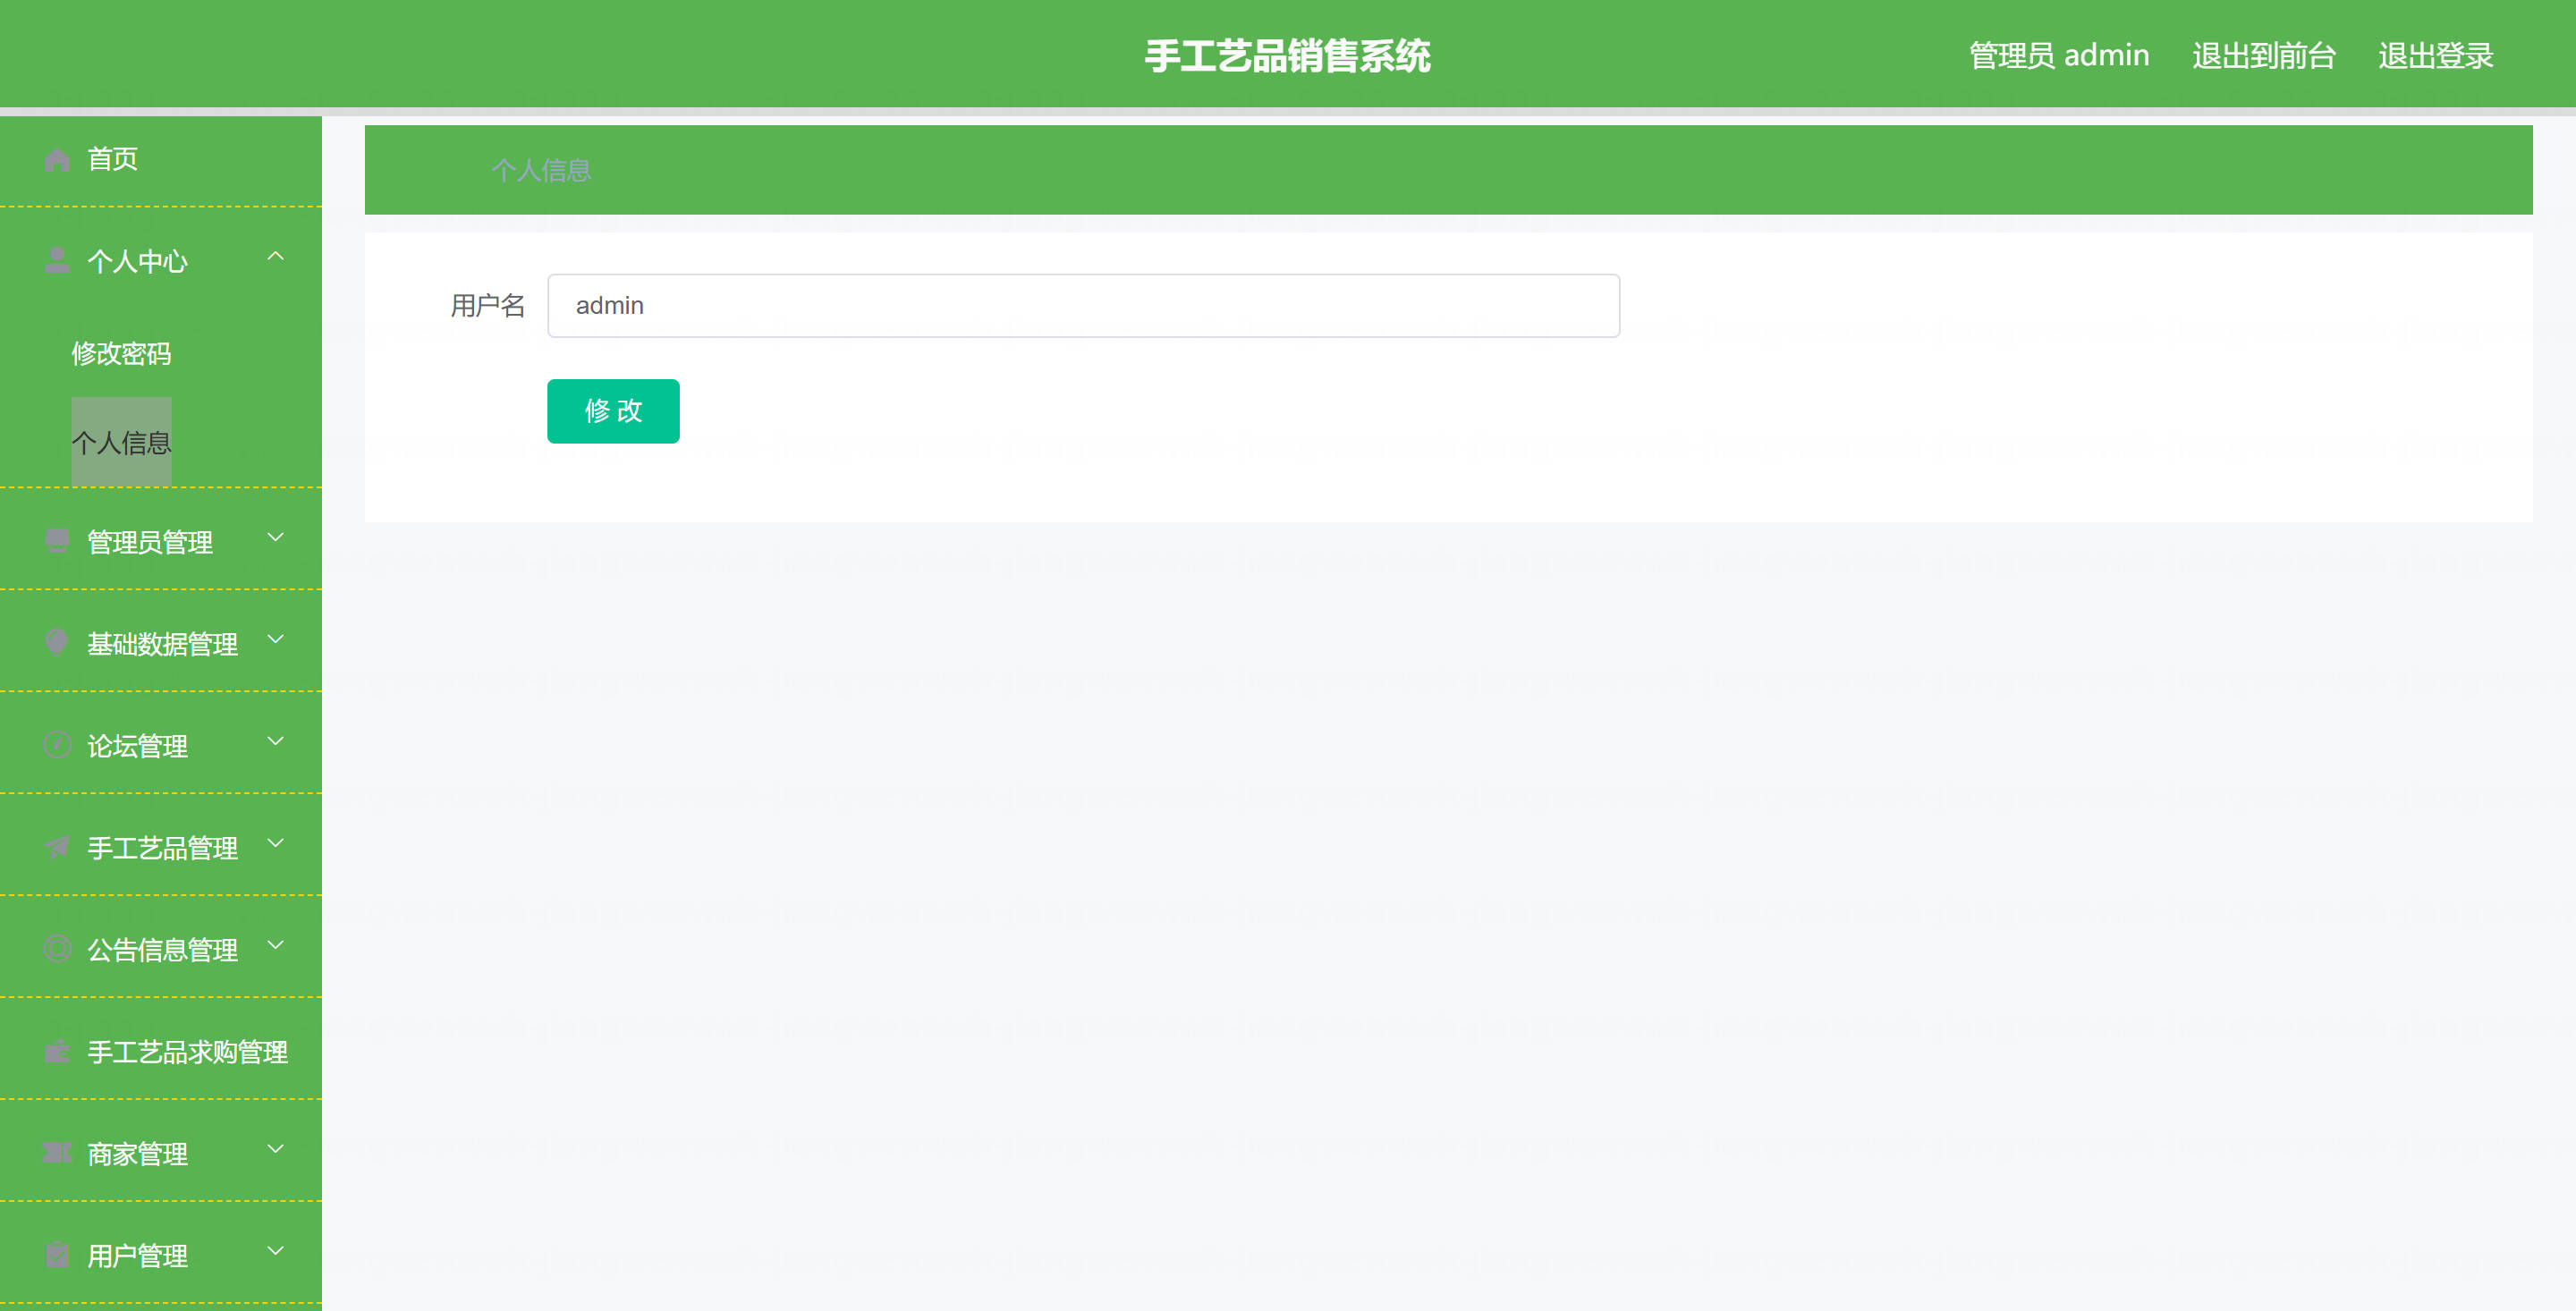 手工艺品销售系统
管理员 admin
退出到前台
退出登录
首页
个人中心
修改密码
个人信息
管理员管理
基础数据管理
论坛管理
手工艺品管理
公告信息管理
手工艺品求购管理
商家管理
用户管理
个人信息
用户名
admin
修 改